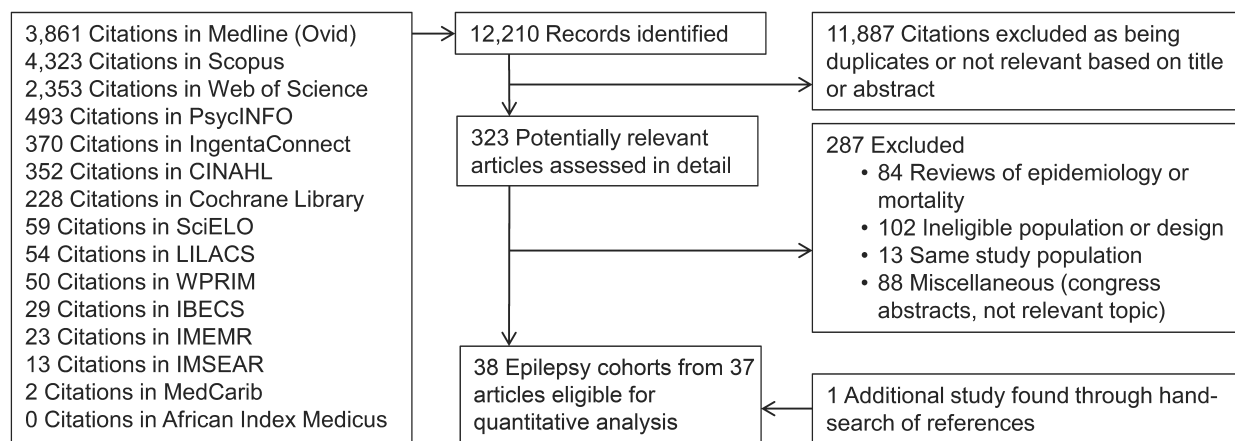 3,861 Citations in Medline (Ovid)
4,323 Citations in Scopus
2,353 Citations in Web of Science
493 Citations in PsycINFO
370 Citations in IngentaConnect
352 Citations in CINAHL
228 Citations in Cochrane Library
59 Citations in SciELO
54 Citations in LILACS
50 Citations in WPRIM
29 Citations in IBECS
23 Citations in IMEMR
13 Citations in IMSEAR
2 Citations in MedCarib
0 Citations in African Index Medicus
12,210 Records identified
11,887 Citations excluded as being
duplicates or not relevant based on title
or abstract
323 Potentially relevant
articles assessed in detail
287 Excluded
• 84 Reviews of epidemiology or
mortality
• 102 Ineligible population or design
• 13 Same study population
• 88 Miscellaneous (congress
abstracts, not relevant topic)
38 Epilepsy cohorts from 37
articles eligible for
quantitative analysis
1 Additional study found through hand-
search of references